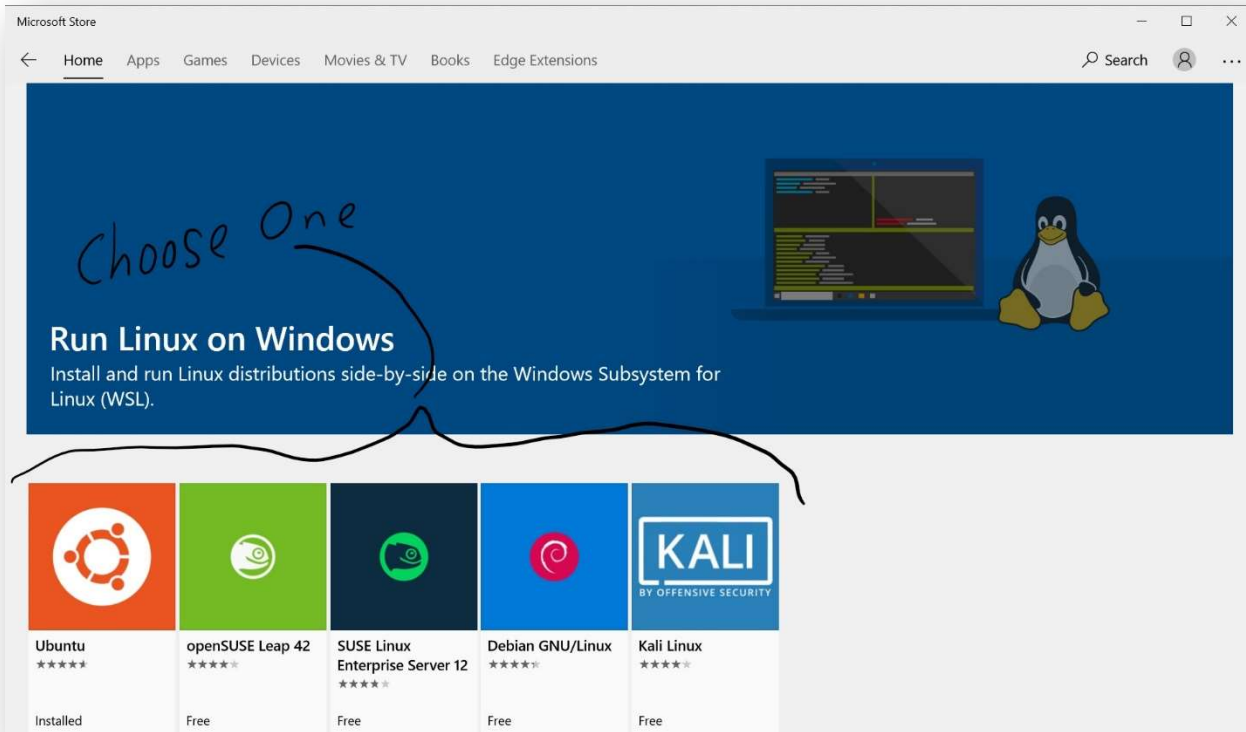 Microsoft Store
Home Apps Games Devices Movies & TV Books Edge Extensions Search
Choose One
Run Linux on Windows
Install and run Linux distributions side-by-side on the Windows Subsystem for
Linux (WSL).
KALI
BY OFFENSIVE SECURITY
Ubuntu
Installed
openSUSE Leap 42
Free
SUSE Linux
Enterprise Server 12
Free
Debian GNU/Linux
Free
Kali Linux
Free